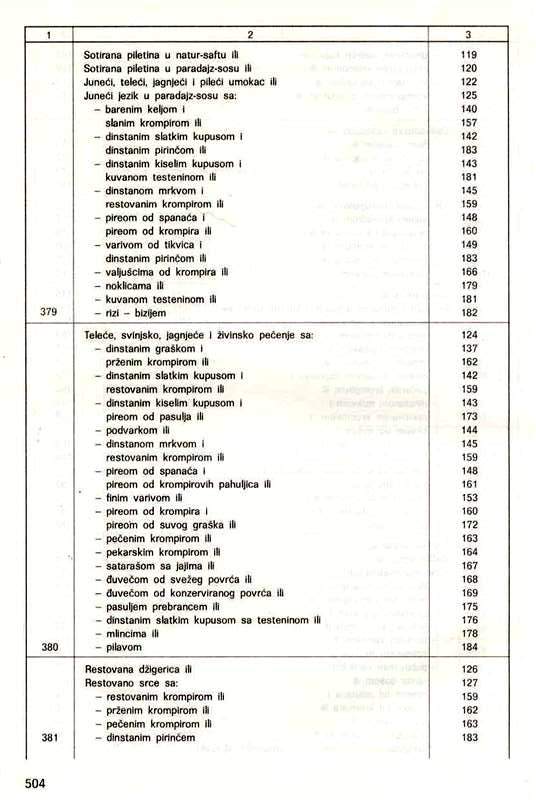 1 2 3
Sotirana piletina u natur-saftu ili 119
Sotirana piletina u paradajz-sosu ili 120
Juneći, teleći, jagnjeći i pileći umokac ili 122
Juneći jezik u paradajz-sosu sa: 125
– barenim keljom i 140
slanim krompirom ili 157
– dinstanim slatkim kupusom i 142
dinstanim pirinčom ili 183
– dinstanim kiselim kupusom i 143
kuvanom testeninom ili 181
– dinstanom mrkvom i 145
restovanim krompirom ili 159
– pireom od spanaća i 148
pireom od krompira ili 160
– varivom od tikvica i 149
dinstanim pirinčom ili 183
– valjušcima od krompira ili 166
– noklicama ili 179
– kuvanom testeninom ili 181
379 – rizi – bizijem 182
Teleće, svinjsko, jagnjeće i živinsko pečenje sa: 124
– dinstanim graškom i 137
prženim krompirom ili 162
– dinstanim slatkim kupusom i 142
restovanim krompirom ili 159
– dinstanim kiselim kupusom i 143
pireom od pasulja ili 173
– podvarkom ili 144
– dinstanom mrkvom i 145
restovanim krompirom ili 159
– pireom od spanaća i 148
pireom od krompirovih pahuljica ili 161
– finim varivom ili 153
– pireom od krompira i 160
pireom od suvog graška ili 172
– pečenim krompirom ili 163
– pekarskim krompirom ili 164
– satarašom sa jajima ili 167
– đuvečom od svežeg povrća ili 168
– đuvečom od konzerviranog povrća ili 169
– pasuljem prebrancem ili 175
– dinstanim slatkim kupusom sa testeninom ili 176
– mlincima ili 178
380 – pilavom 184
Restovana džigerica ili 126
Restovano srce sa: 127
– restovanim krompirom ili 159
– prženim krompirom ili 162
– pečenim krompirom ili 163
381 – dinstanim pirinčem 183
504